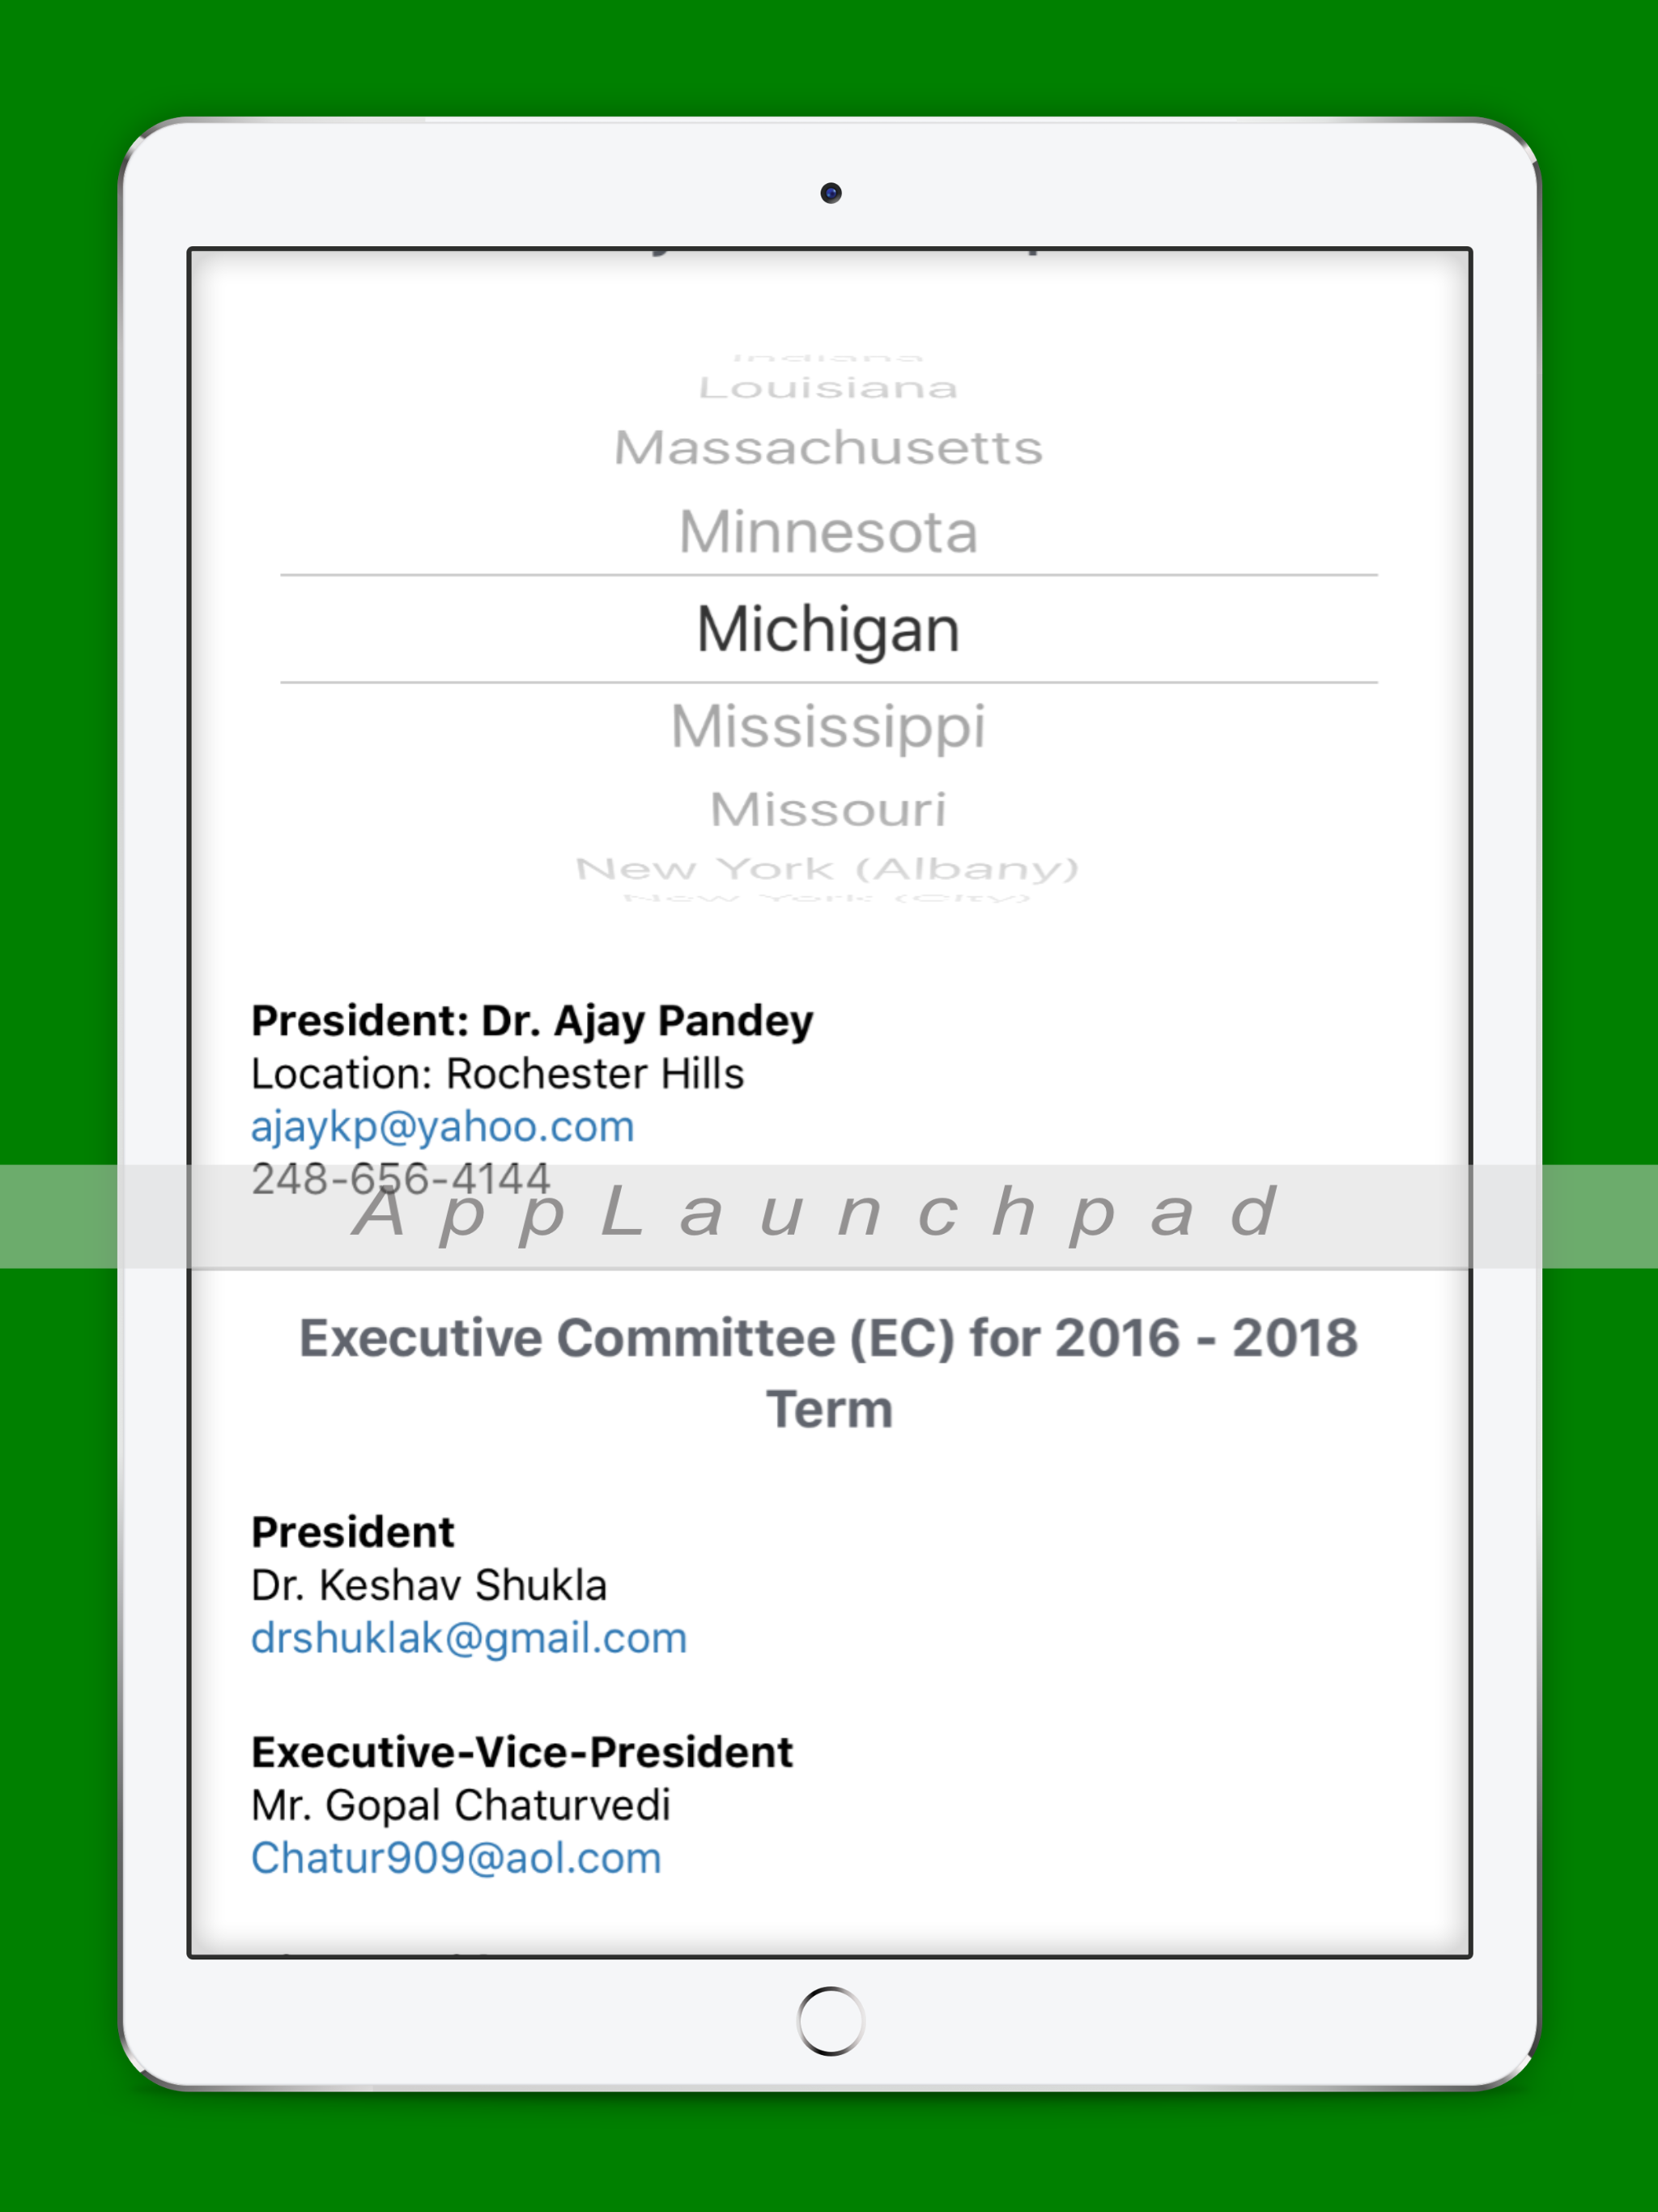 Indiana
Louisiana
Massachusetts
Minnesota
Michigan
Mississippi
Missouri
New York (Albany)
New York (City)
President: Dr. Ajay Pandey
Location: Rochester Hills
ajaykp@yahoo.com
248-656-4144
AppLaunchpad
Executive Committee (EC) for 2016 - 2018
Term
President
Dr. Keshav Shukla
drshuklak@gmail.com
Executive-Vice-President
Mr. Gopal Chaturvedi
Chatur909@aol.com